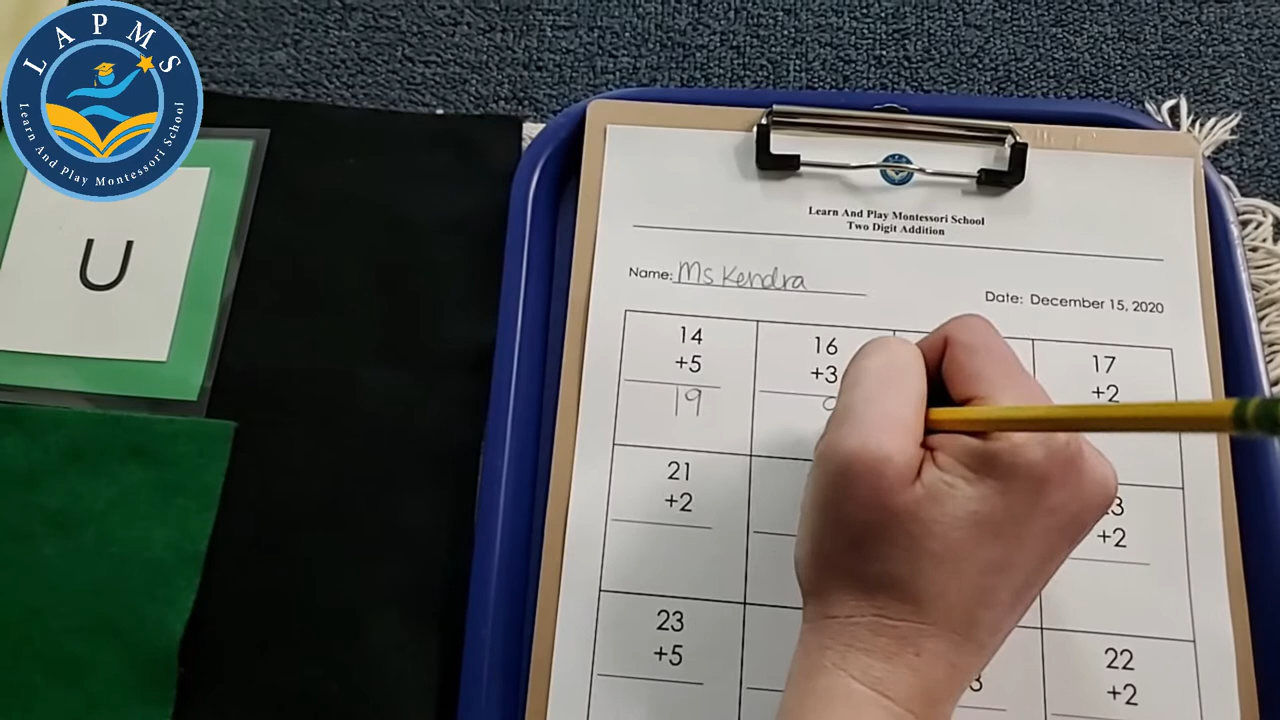 LAPMS
Learn And Play Montessori School
U
Learn And Play Montessori School
Two Digit Addition
Name: Ms Kendra
Date: December 15, 2020
14
+5
19
16
+3
17
+2
21
+2
+2
23
+5
22
+2